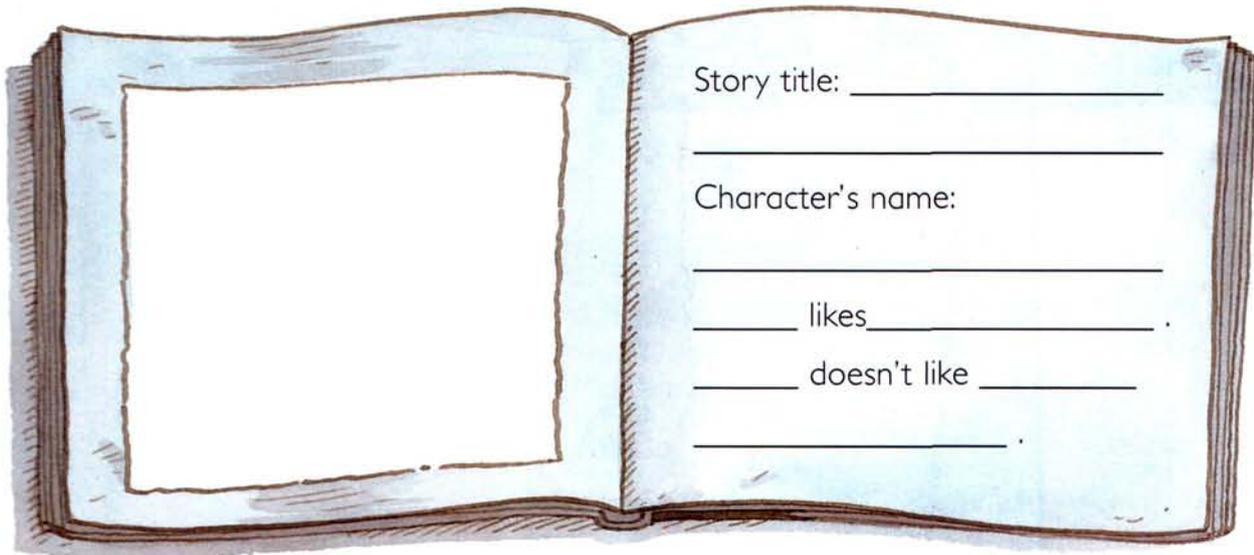 Story title: 
Character's name:
likes .
doesn't like
.